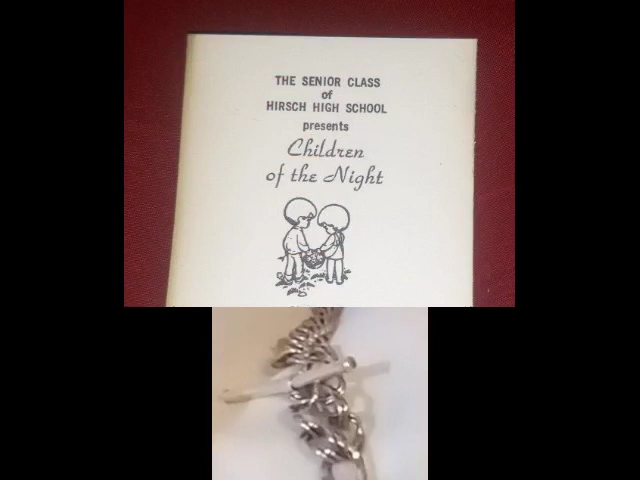 THE SENIOR CLASS
of
HIRSCH HIGH SCHOOL
presents
Children
of the Night